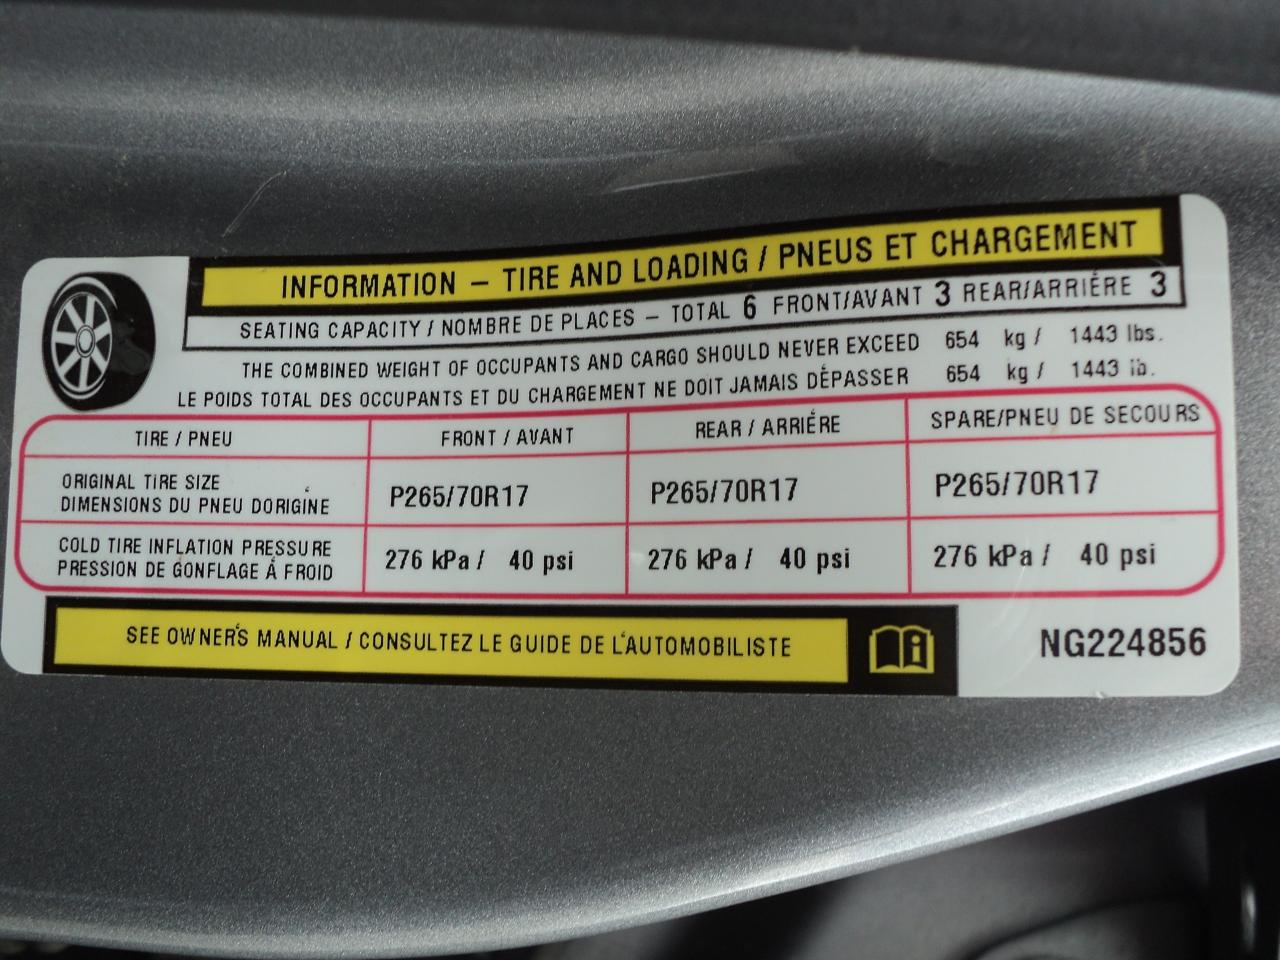 INFORMATION – TIRE AND LOADING / PNEUS ET CHARGEMENT
SEATING CAPACITY / NOMBRE DE PLACES – TOTAL 6 FRONT/AVANT 3 REAR/ARRIÉRE 3
THE COMBINED WEIGHT OF OCCUPANTS AND CARGO SHOULD NEVER EXCEED 654 kg / 1443 lbs.
LE POIDS TOTAL DES OCCUPANTS ET DU CHARGEMENT NE DOIT JAMAIS DÉPASSER 654 kg / 1443 lb.
TIRE / PNEU FRONT / AVANT REAR / ARRIÉRE SPARE/PNEU DE SECOURS
ORIGINAL TIRE SIZE
DIMENSIONS DU PNEU D'ORIGINE P265/70R17 P265/70R17 P265/70R17
COLD TIRE INFLATION PRESSURE
PRESSION DE GONFLAGE À FROID 276 kPa / 40 psi 276 kPa / 40 psi 276 kPa / 40 psi
SEE OWNER'S MANUAL / CONSULTEZ LE GUIDE DE L'AUTOMOBILISTE
NG224856